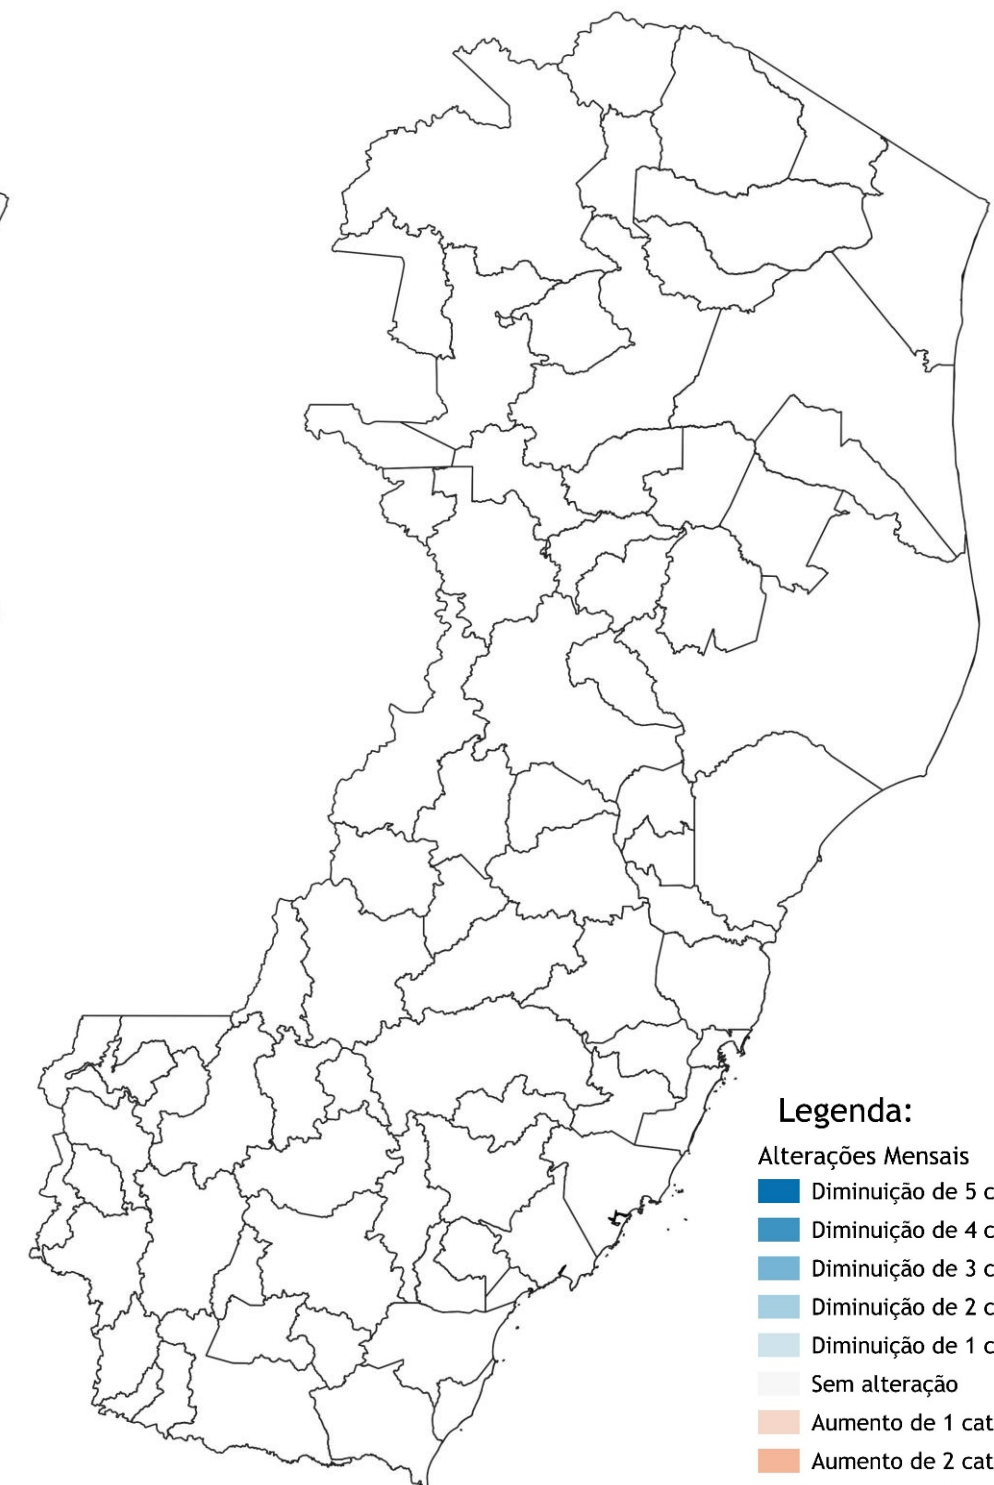 Legenda:
Alterações Mensais
Diminuição de 5 c
Diminuição de 4 c
Diminuição de 3 c
Diminuição de 2 c
Diminuição de 1 c
Sem alteração
Aumento de 1 cat
Aumento de 2 cat